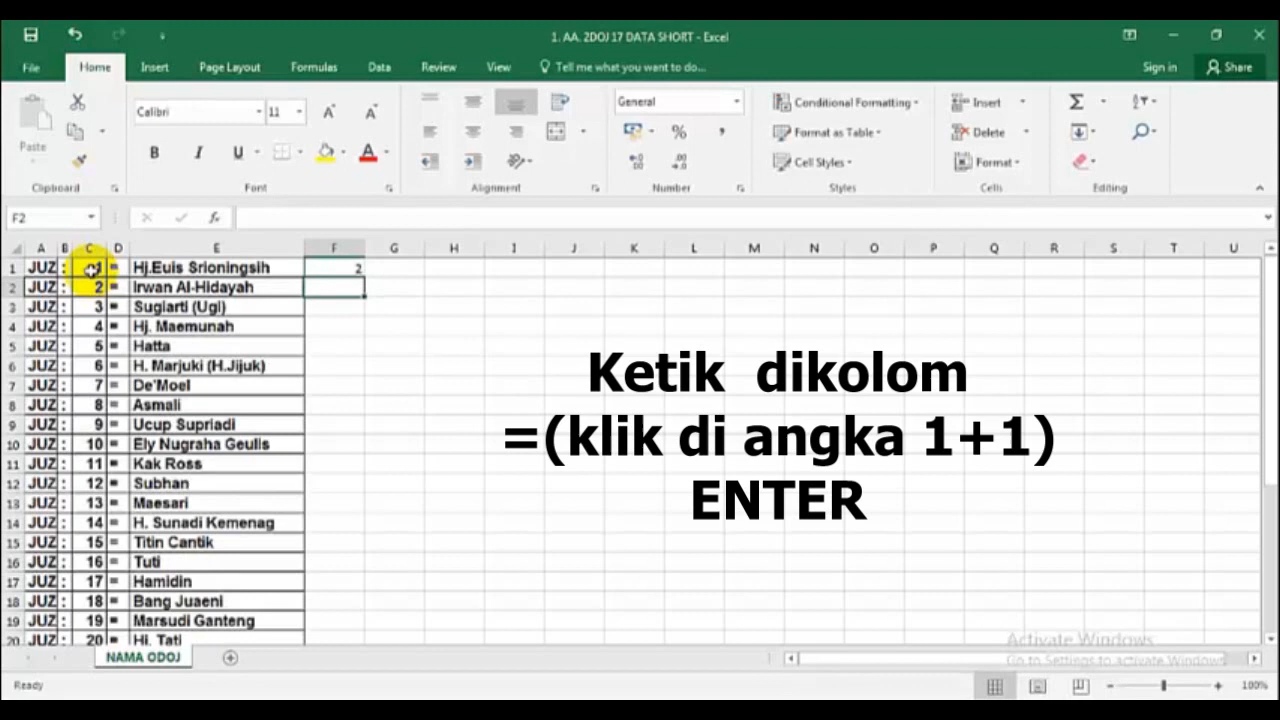 1. AA. 2DOJ 17 DATA SHORT - Excel
File Home Insert Page Layout Formulas Data Review View Tell me what you want to do... Sign in Share
Calibri 11 General Conditional Formatting Insert
Paste B I U % , Format as Table Delete
Cell Styles Format
Clipboard Font Alignment Number Styles Cells Editing
F2 fx
A B C D E F G H I J K L M N O P Q R S T U
1 JUZ : 1 = Hj.Euis Srioningsih 2
2 JUZ : 2 = Irwan Al-Hidayah
3 JUZ : 3 = Sugiarti (Ugi)
4 JUZ : 4 = Hj. Maemunah
5 JUZ : 5 = Hatta
6 JUZ : 6 = H. Marjuki (H.Jijuk)
7 JUZ : 7 = De'Moel
8 JUZ : 8 = Asmali
9 JUZ : 9 = Ucup Supriadi
10 JUZ : 10 = Ely Nugraha Geulis
11 JUZ : 11 = Kak Ross
12 JUZ : 12 = Subhan
13 JUZ : 13 = Maesari
14 JUZ : 14 = H. Sunadi Kemenag
15 JUZ : 15 = Titin Cantik
16 JUZ : 16 = Tuti
17 JUZ : 17 = Hamidin
18 JUZ : 18 = Bang Juaeni
19 JUZ : 19 = Marsudi Ganteng
20 JUZ : 20 = Hj. Tati
Ketik dikolom
=(klik di angka 1+1)
ENTER
Activate Windows
Go to Settings to activate Windows
NAMA ODOJ
Ready 100%